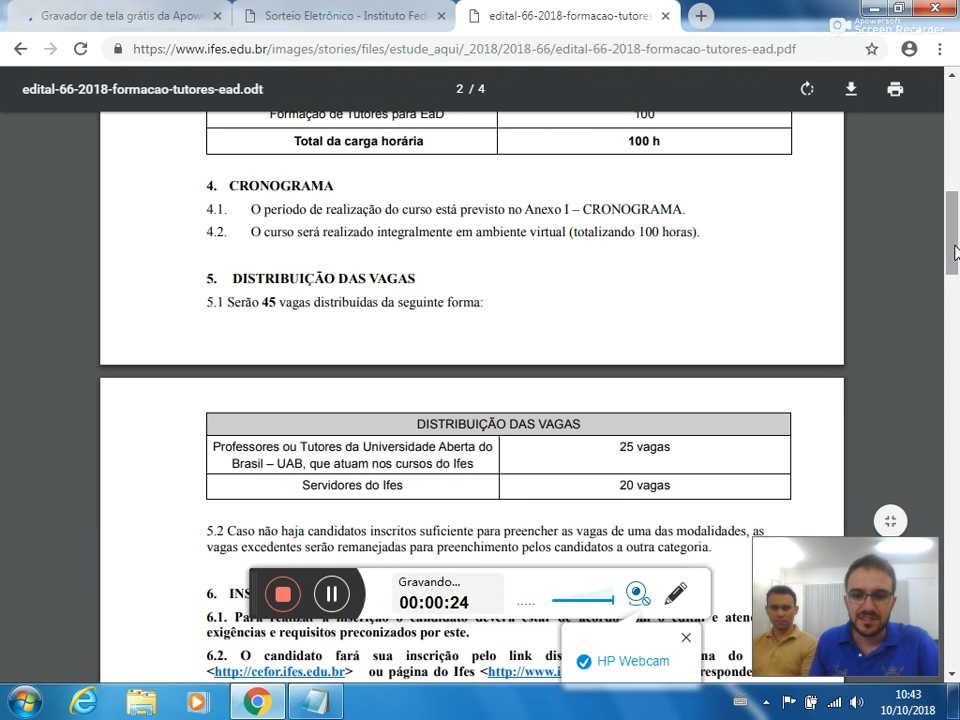 Gravador de tela grátis da Apow
Sorteio Eletrônico - Instituto Fede
edital-66-2018-formacao-tutores-
Apowersoft
Screen Recorder
https://www.ifes.edu.br/images/stories/files/estude_aqui/_2018/2018-66/edital-66-2018-formacao-tutores-ead.pdf
edital-66-2018-formacao-tutores-ead.odt
2 / 4
Formação de Tutores para EaD 100
Total da carga horária 100 h
4. CRONOGRAMA
4.1. O período de realização do curso está previsto no Anexo I – CRONOGRAMA.
4.2. O curso será realizado integralmente em ambiente virtual (totalizando 100 horas).
5. DISTRIBUIÇÃO DAS VAGAS
5.1 Serão 45 vagas distribuídas da seguinte forma:
DISTRIBUIÇÃO DAS VAGAS
Professores ou Tutores da Universidade Aberta do 25 vagas
Brasil – UAB, que atuam nos cursos do Ifes
Servidores do Ifes 20 vagas
5.2 Caso não haja candidatos inscritos suficiente para preencher as vagas de uma das modalidades, as
vagas excedentes serão remanejadas para preenchimento pelos candidatos a outra categoria.
6. INS
Gravando...
00:00:24
6.1. Para realizar a inscrição o candidato deverá estar de acordo com o edital e aten
exigências e requisitos preconizados por este.
6.2. O candidato fará sua inscrição pelo link dis
na do
<http://cefor.ifes.edu.br> ou página do Ifes <http://www.i
responde
HP Webcam
10:43
10/10/2018